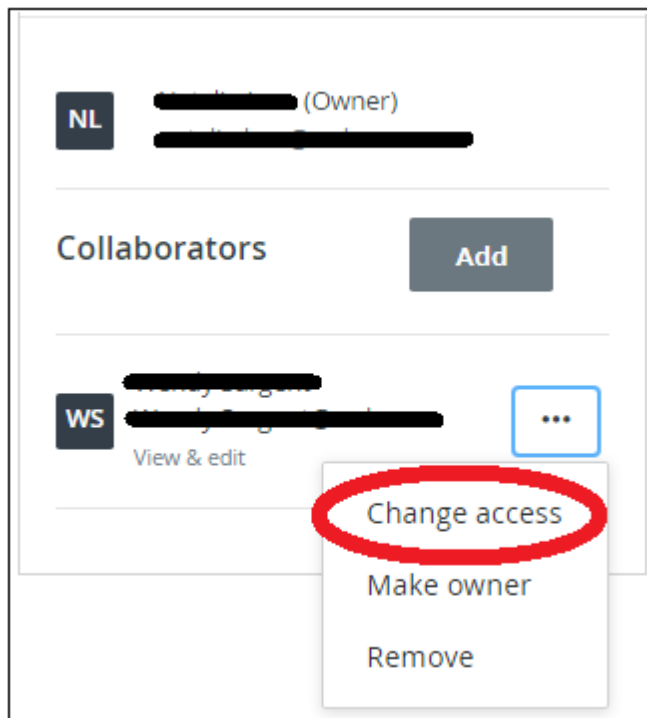 NL
(Owner)
Collaborators
Add
WS
...
View & edit
Change access
Make owner
Remove